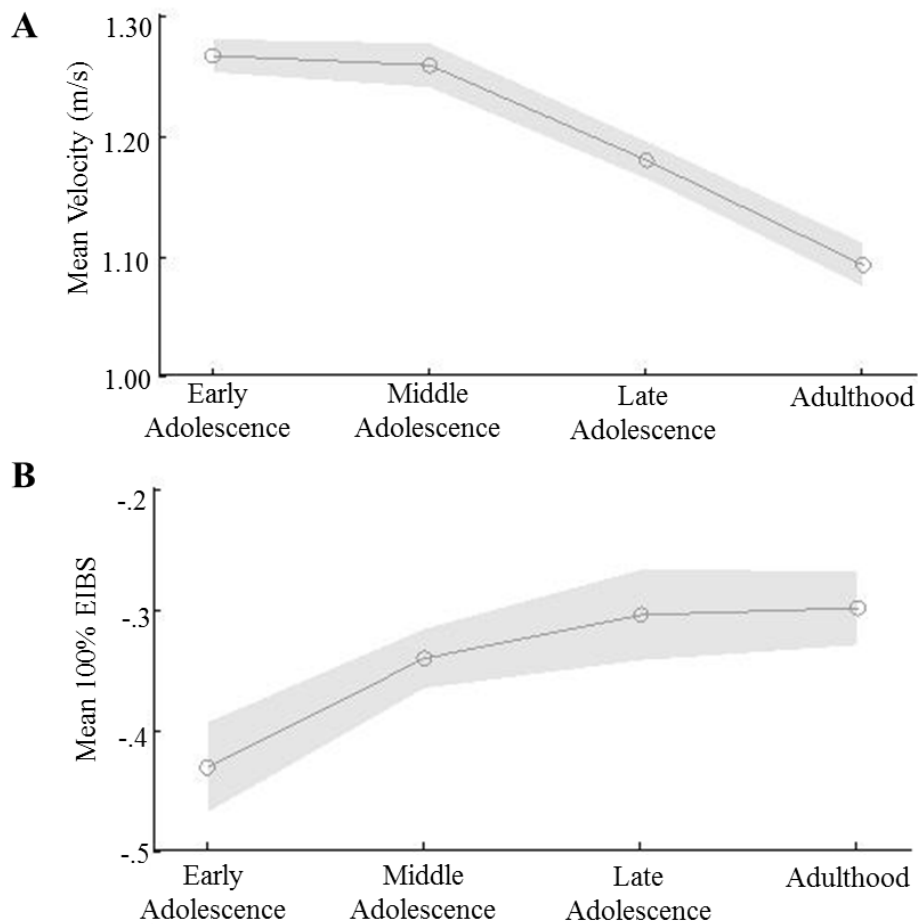 A
Mean Velocity (m/s)
1.30
1.20
1.10
1.00
Early
Adolescence
Middle
Adolescence
Late
Adolescence
Adulthood
B
Mean 100% EIBS
-.2
-.3
-.4
-.5
Early
Adolescence
Middle
Adolescence
Late
Adolescence
Adulthood